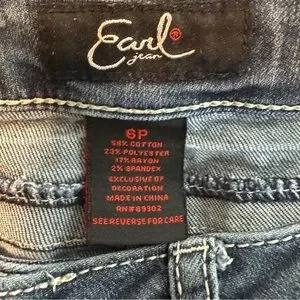 Earl®
jean
6P
58% COTTON
23% POLYESTER
17% RAYON
2% SPANDEX
EXCLUSIVE OF
DECORATION
MADE IN CHINA
RN#69302
SEE REVERSE FOR CARE